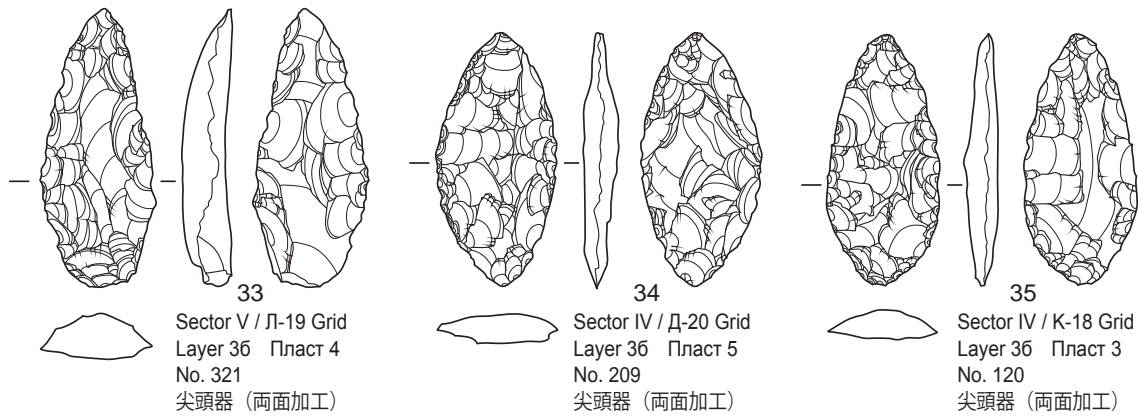 33
Sector V / Л-19 Grid
Layer 3б　Пласт 4
No. 321
尖頭器（両面加工）
34
Sector IV / Д-20 Grid
Layer 3б　Пласт 5
No. 209
尖頭器（両面加工）
35
Sector IV / К-18 Grid
Layer 3б　Пласт 3
No. 120
尖頭器（両面加工）